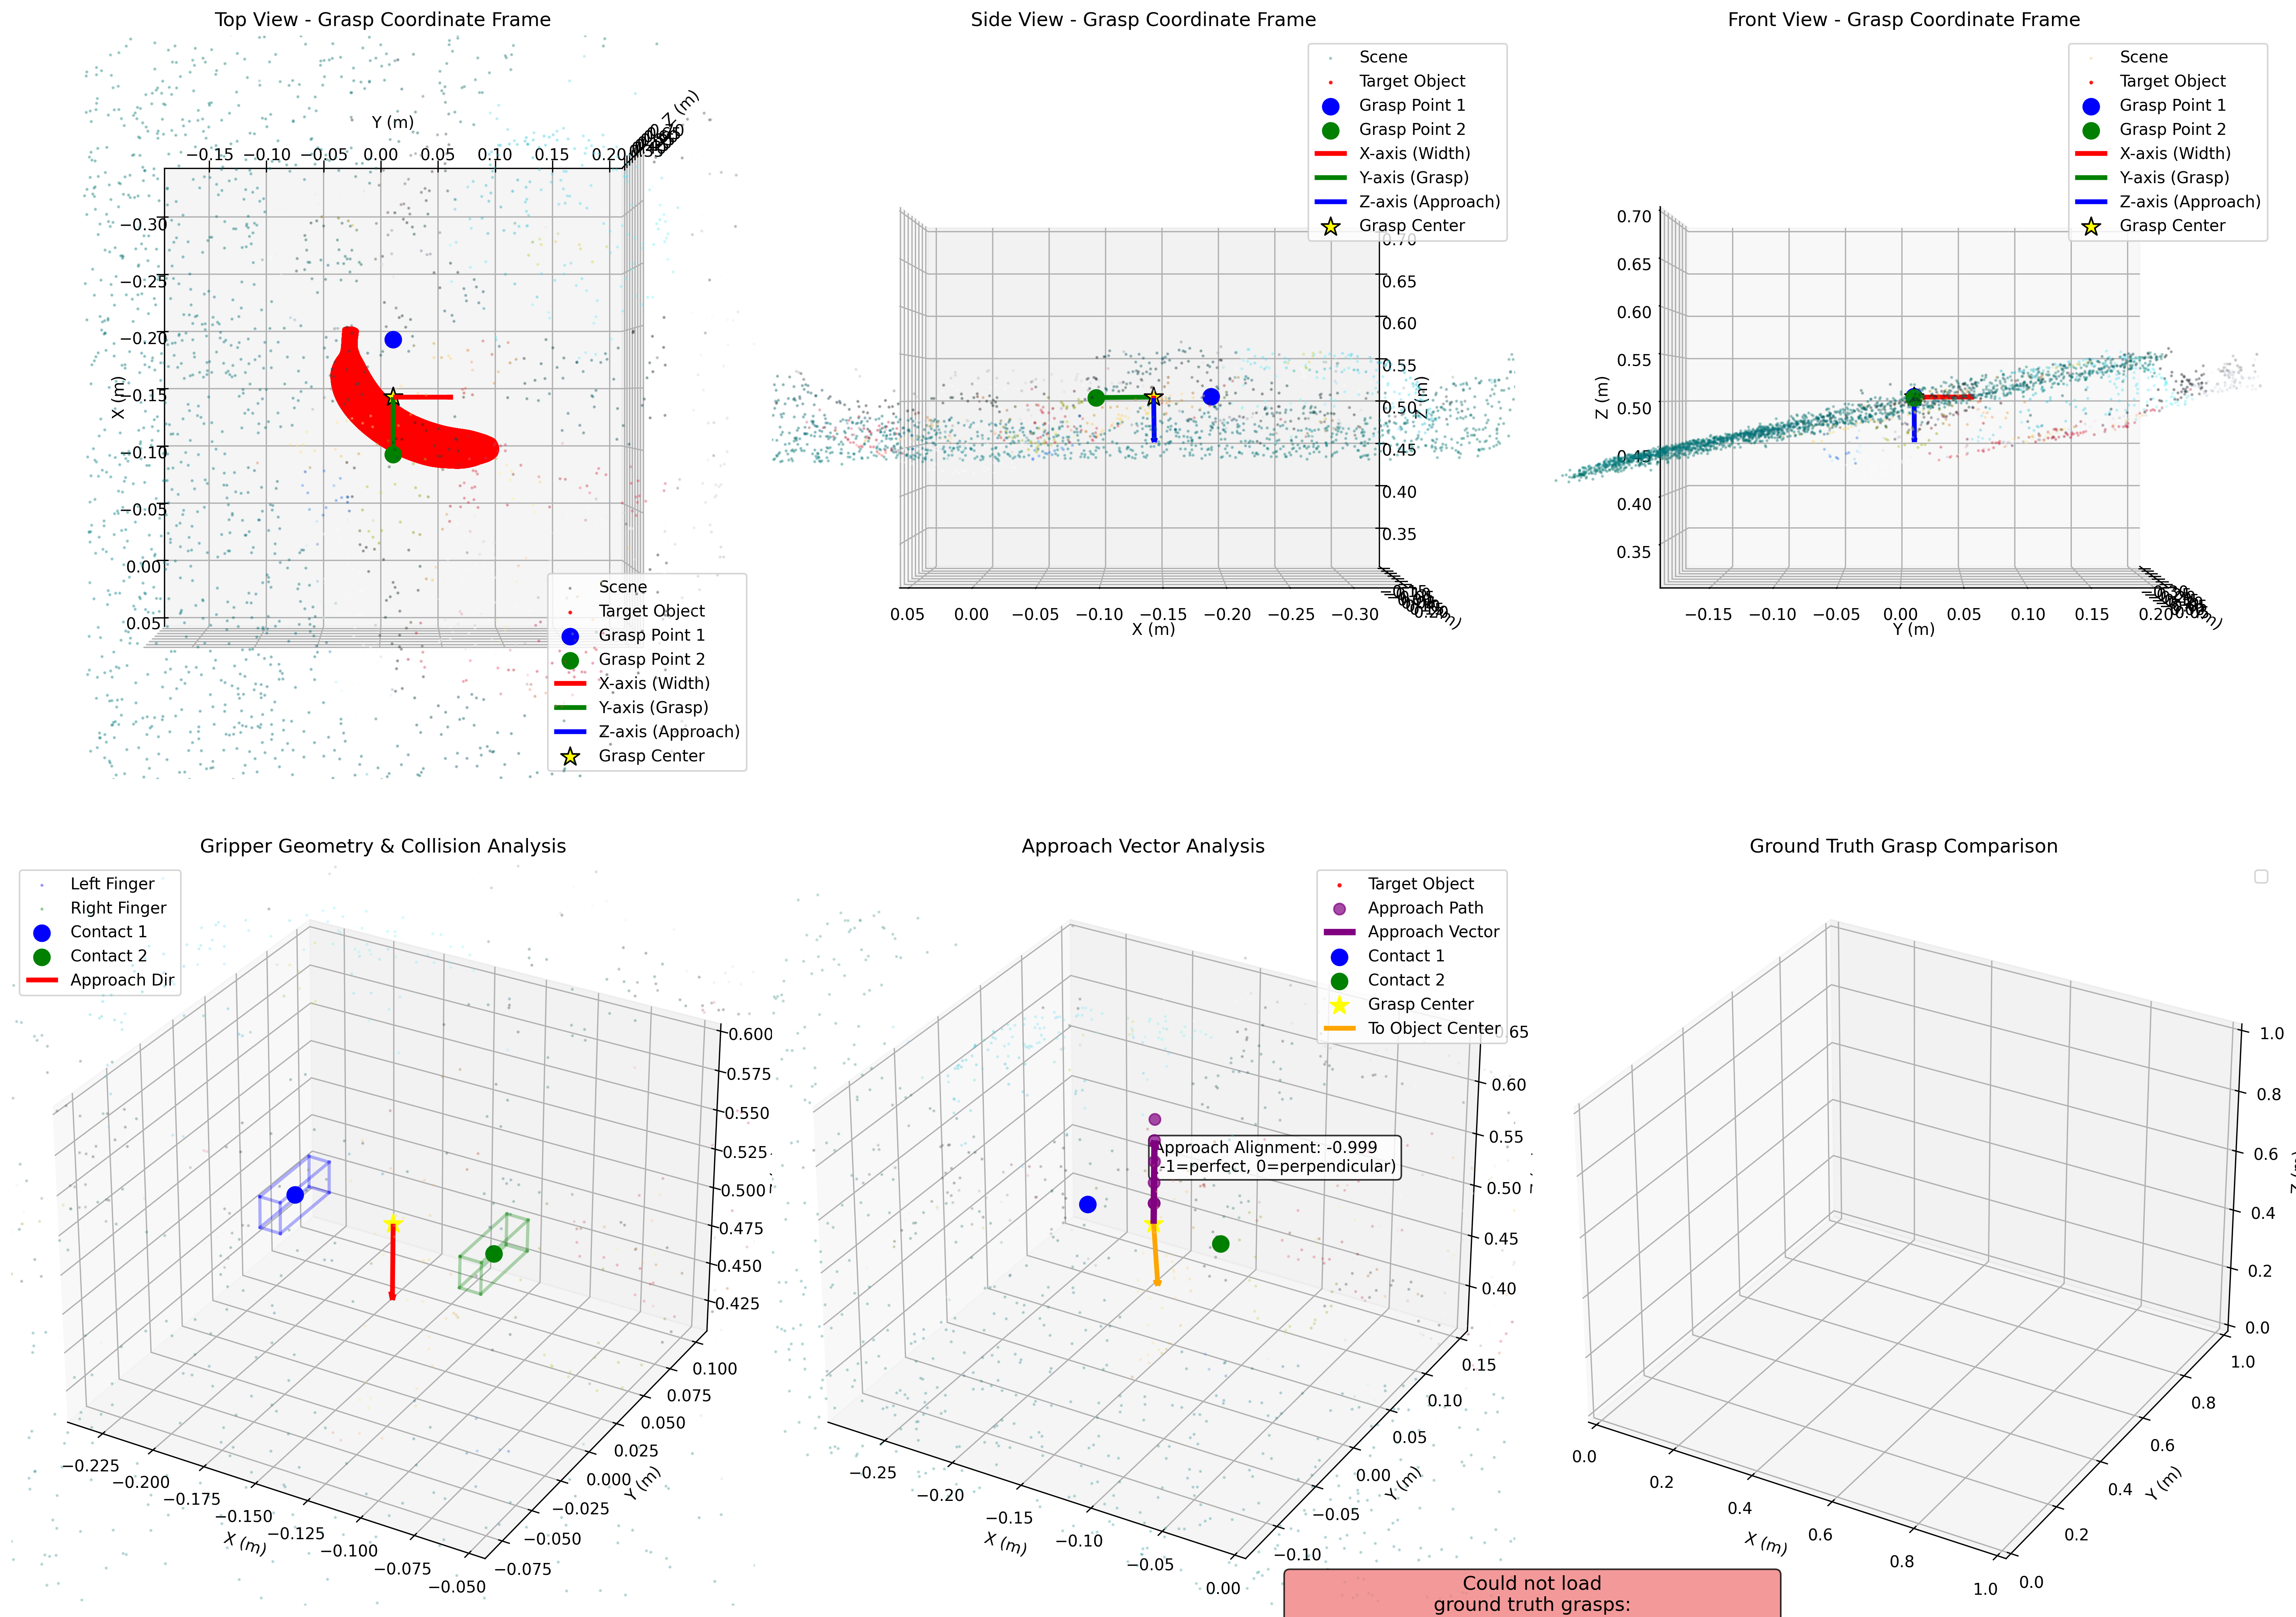 Top View - Grasp Coordinate Frame
Y (m)
Z (m)
−0.15 −0.10 −0.05 0.00 0.05 0.10 0.15 0.20
−0.30
−0.25
−0.20
−0.15
X (m)
−0.10
−0.05
0.00
0.05
Scene
Target Object
Grasp Point 1
Grasp Point 2
X-axis (Width)
Y-axis (Grasp)
Z-axis (Approach)
Grasp Center
Side View - Grasp Coordinate Frame
Scene
Target Object
Grasp Point 1
Grasp Point 2
X-axis (Width)
Y-axis (Grasp)
Z-axis (Approach)
Grasp Center
0.70
0.65
0.60
0.55
0.50
Z (m)
0.45
0.40
0.35
0.05 0.00 −0.05 −0.10 −0.15 −0.20 −0.25 −0.30
X (m)
Front View - Grasp Coordinate Frame
Scene
Target Object
Grasp Point 1
Grasp Point 2
X-axis (Width)
Y-axis (Grasp)
Z-axis (Approach)
Grasp Center
0.70
0.65
0.60
0.55
Z (m)
0.50
0.45
0.40
0.35
−0.15 −0.10 −0.05 0.00 0.05 0.10 0.15 0.20
Y (m)
Gripper Geometry & Collision Analysis
Left Finger
Right Finger
Contact 1
Contact 2
Approach Dir
0.600
0.575
0.550
0.525
0.500
0.475
0.450
0.425
0.100
0.075
0.050
0.025
0.000
−0.025
−0.050
−0.075
Y (m)
−0.225
−0.200
−0.175
−0.150
−0.125
−0.100
−0.075
−0.050
X (m)
Approach Vector Analysis
Target Object
Approach Path
Approach Vector
Contact 1
Contact 2
Grasp Center
To Object Center
Approach Alignment: -0.999
(-1=perfect, 0=perpendicular)
0.65
0.60
0.55
0.50
0.45
0.40
0.15
0.10
0.05
0.00
−0.05
−0.10
Y (m)
−0.25
−0.20
−0.15
−0.10
−0.05
0.00
X (m)
Ground Truth Grasp Comparison
1.0
0.8
0.6
0.4
0.2
0.0
1.0
0.8
0.6
0.4
0.2
0.0
Y (m)
0.0
0.2
0.4
0.6
0.8
1.0
X (m)
Could not load
ground truth grasps: